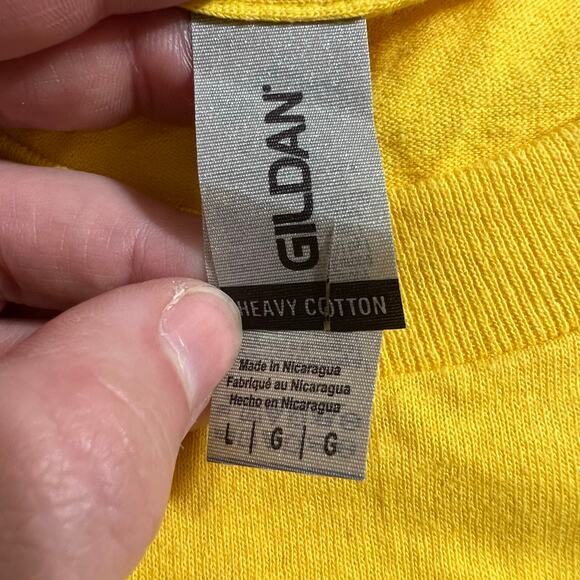 GILDAN®
HEAVY COTTON
Made in Nicaragua
Fabriqué au Nicaragua
Hecho en Nicaragua
L | G | G